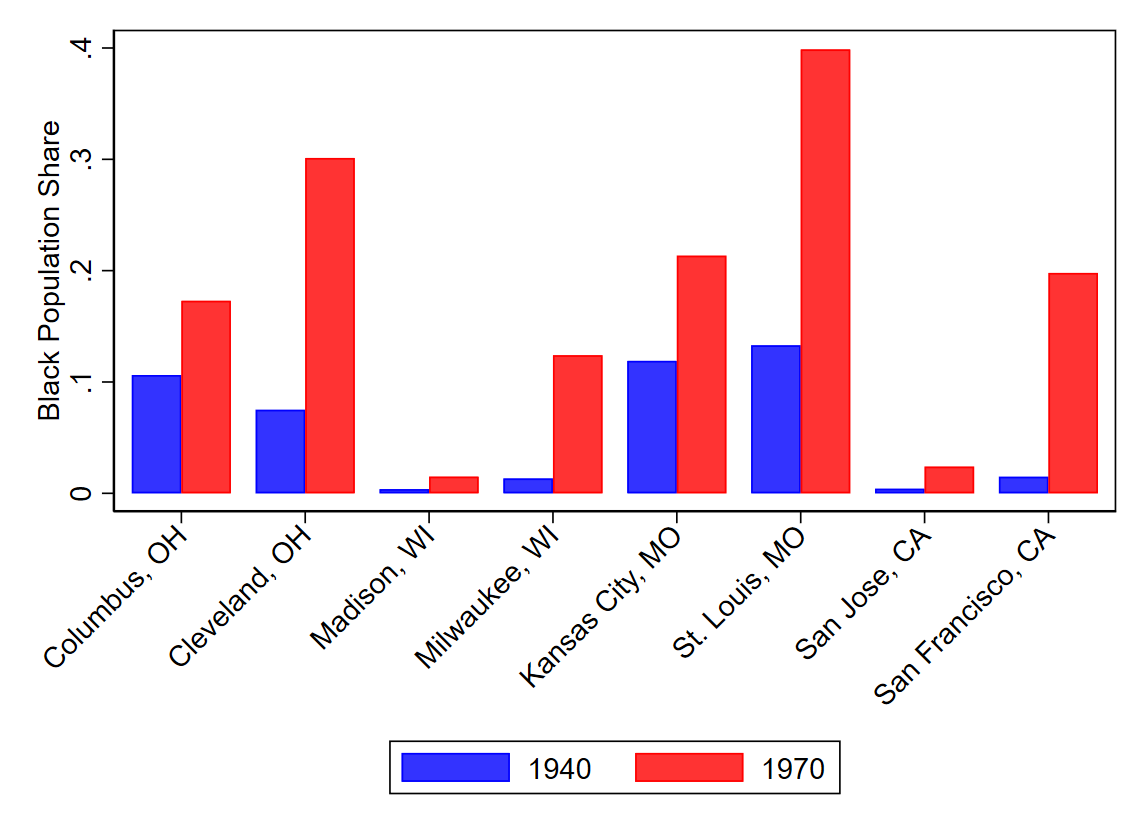 Black Population Share
.4
.3
.2
.1
0
Columbus, OH
Cleveland, OH
Madison, WI
Milwaukee, WI
Kansas City, MO
St. Louis, MO
San Jose, CA
San Francisco, CA
1940
1970